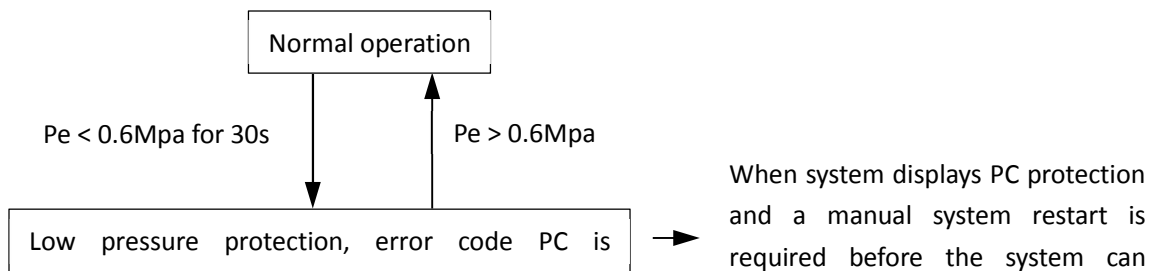 Normal operation
Pe < 0.6Mpa for 30s
Pe > 0.6Mpa
Low pressure protection, error code PC is
When system displays PC protection
and a manual system restart is
required before the system can